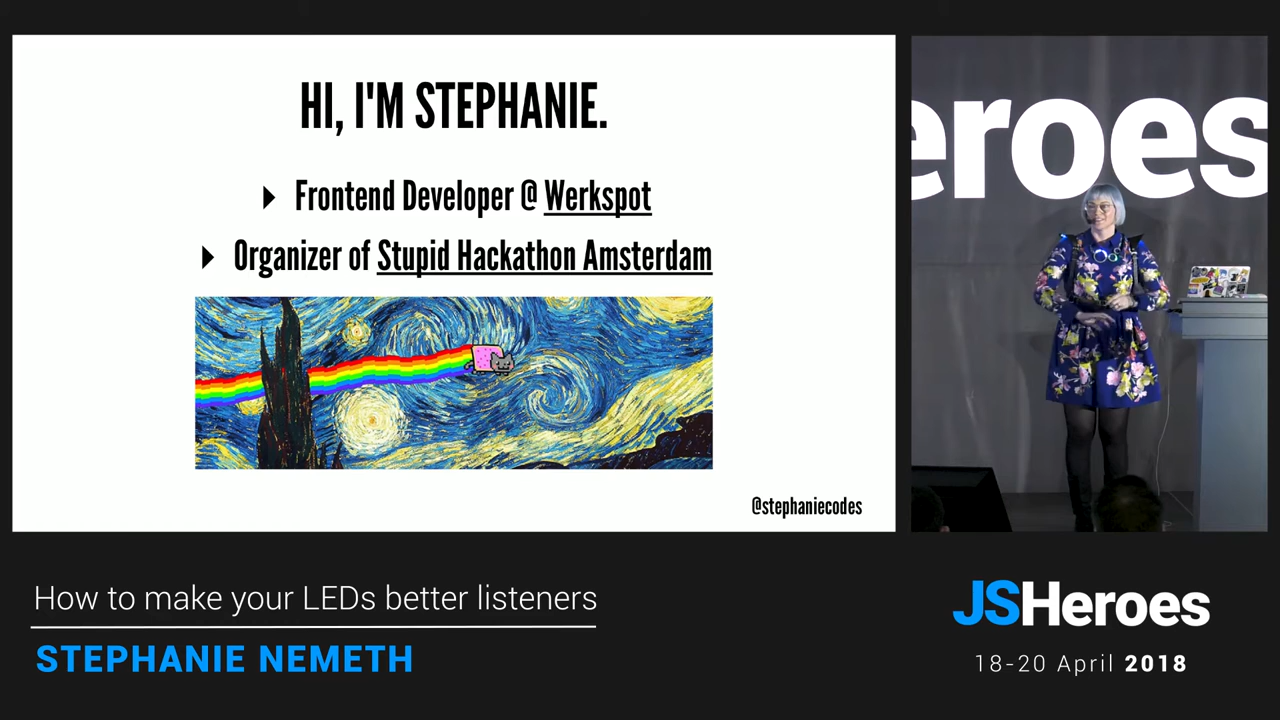 HI, I'M STEPHANIE.
Frontend Developer @ Werkspot
Organizer of Stupid Hackathon Amsterdam
@stephaniecodes
eroes
How to make your LEDs better listeners
STEPHANIE NEMETH
JSHeroes
18-20 April 2018